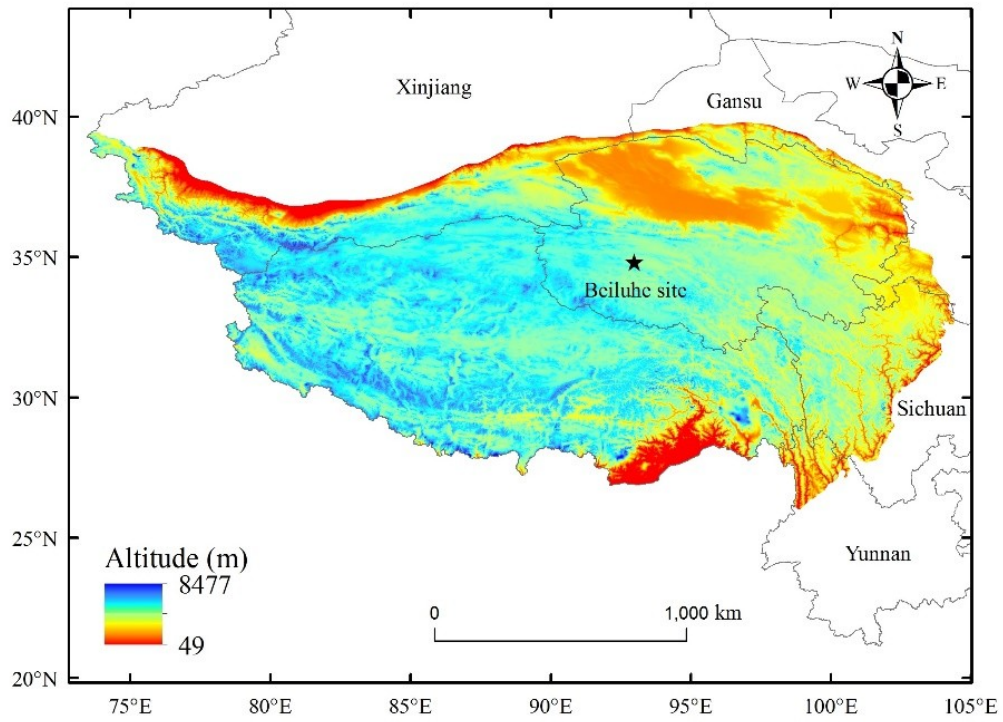 N
W E
S
Xinjiang
Gansu
40°N
35°N
Beiluhe site
30°N
Sichuan
25°N
Yunnan
Altitude (m)
8477
49
0 1,000 km
20°N
75°E 80°E 85°E 90°E 95°E 100°E 105°E